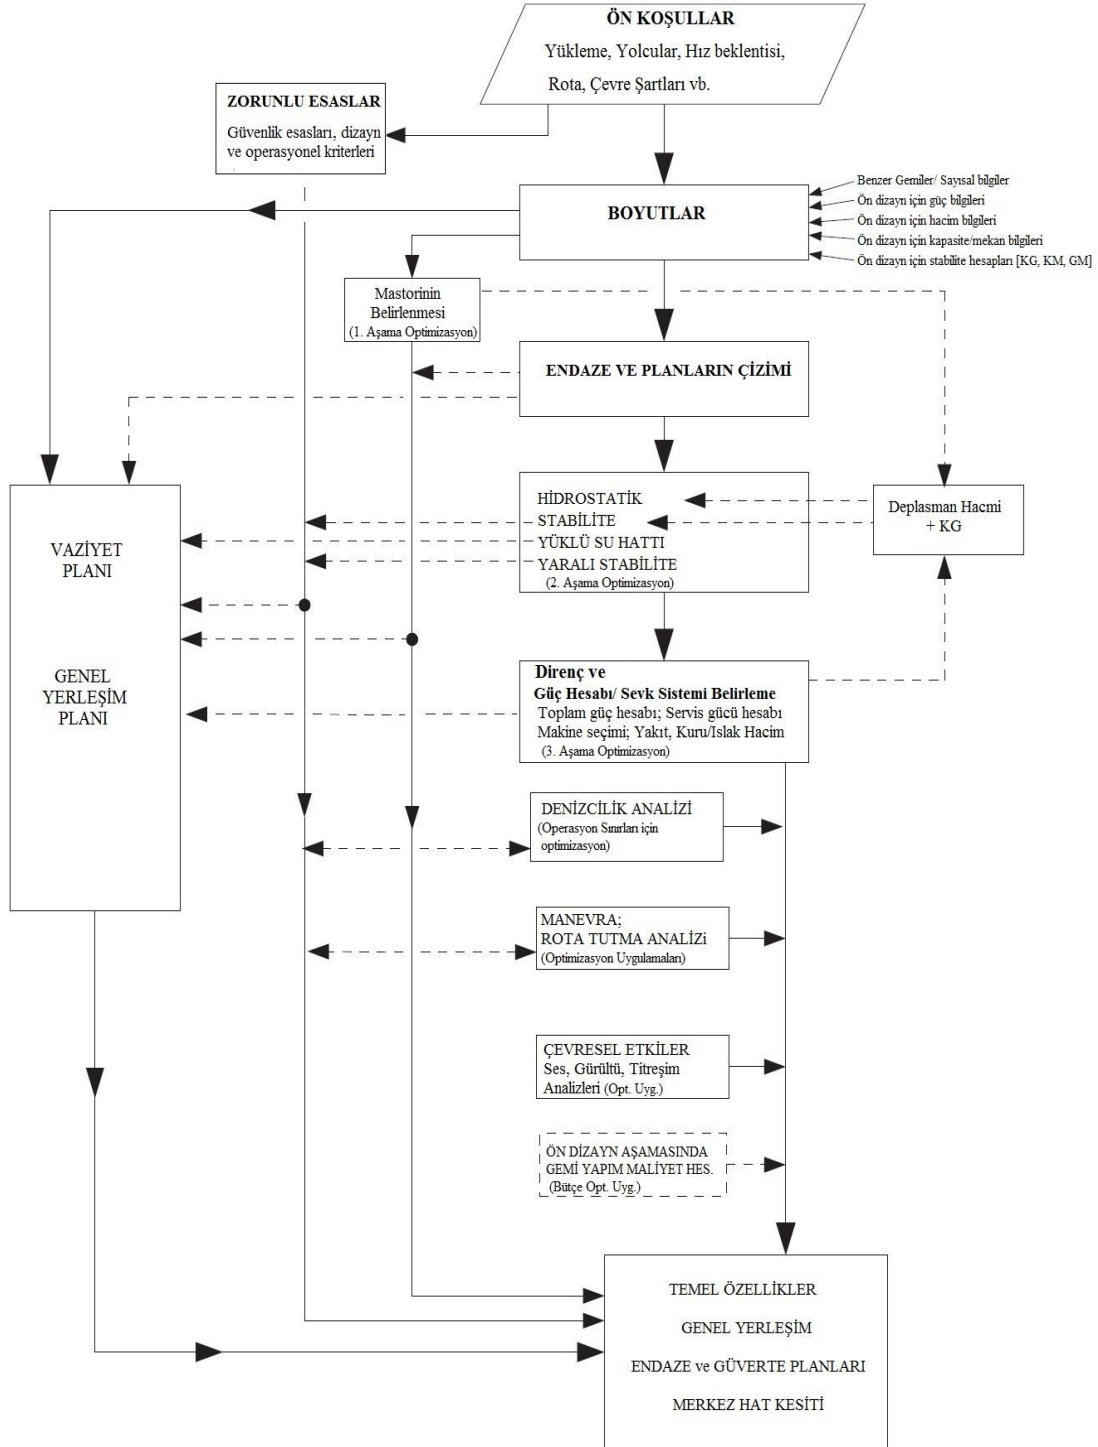 ÖN KOŞULLAR
Yükleme, Yolcular, Hız beklentisi,
Rota, Çevre Şartları vb.
ZORUNLU ESASLAR
Güvenlik esasları, dizayn
ve operasyonel kriterleri
BOYUTLAR
Benzer Gemiler/ Sayısal bilgiler
Ön dizayn için güç bilgileri
Ön dizayn için hacim bilgileri
Ön dizayn için kapasite/mekan bilgileri
Ön dizayn için stabilite hesapları [KG, KM, GM]
Mastorinin
Belirlenmesi
(1. Aşama Optimizasyon)
ENDAZE VE PLANLARIN ÇİZİMİ
HİDROSTATİK
STABİLİTE
YÜKLÜ SU HATTI
YARALI STABİLİTE
(2. Aşama Optimizasyon)
Deplasman Hacmi
+ KG
VAZİYET
PLANI
GENEL
YERLEŞİM
PLANI
Direnç ve
Güç Hesabı/ Sevk Sistemi Belirleme
Toplam güç hesabı; Servis gücü hesabı
Makine seçimi; Yakıt, Kuru/Islak Hacim
(3. Aşama Optimizasyon)
DENİZCİLİK ANALİZİ
(Operasyon Sınırları için
optimizasyon)
MANEVRA;
ROTA TUTMA ANALİZi
(Optimizasyon Uygulamaları)
ÇEVRESEL ETKİLER
Ses, Gürültü, Titreşim
Analizleri (Opt. Uyg.)
ÖN DİZAYN AŞAMASINDA
GEMİ YAPIM MALİYET HES.
(Bütçe Opt. Uyg.)
TEMEL ÖZELLİKLER
GENEL YERLEŞİM
ENDAZE ve GÜVERTE PLANLARI
MERKEZ HAT KESİTİ